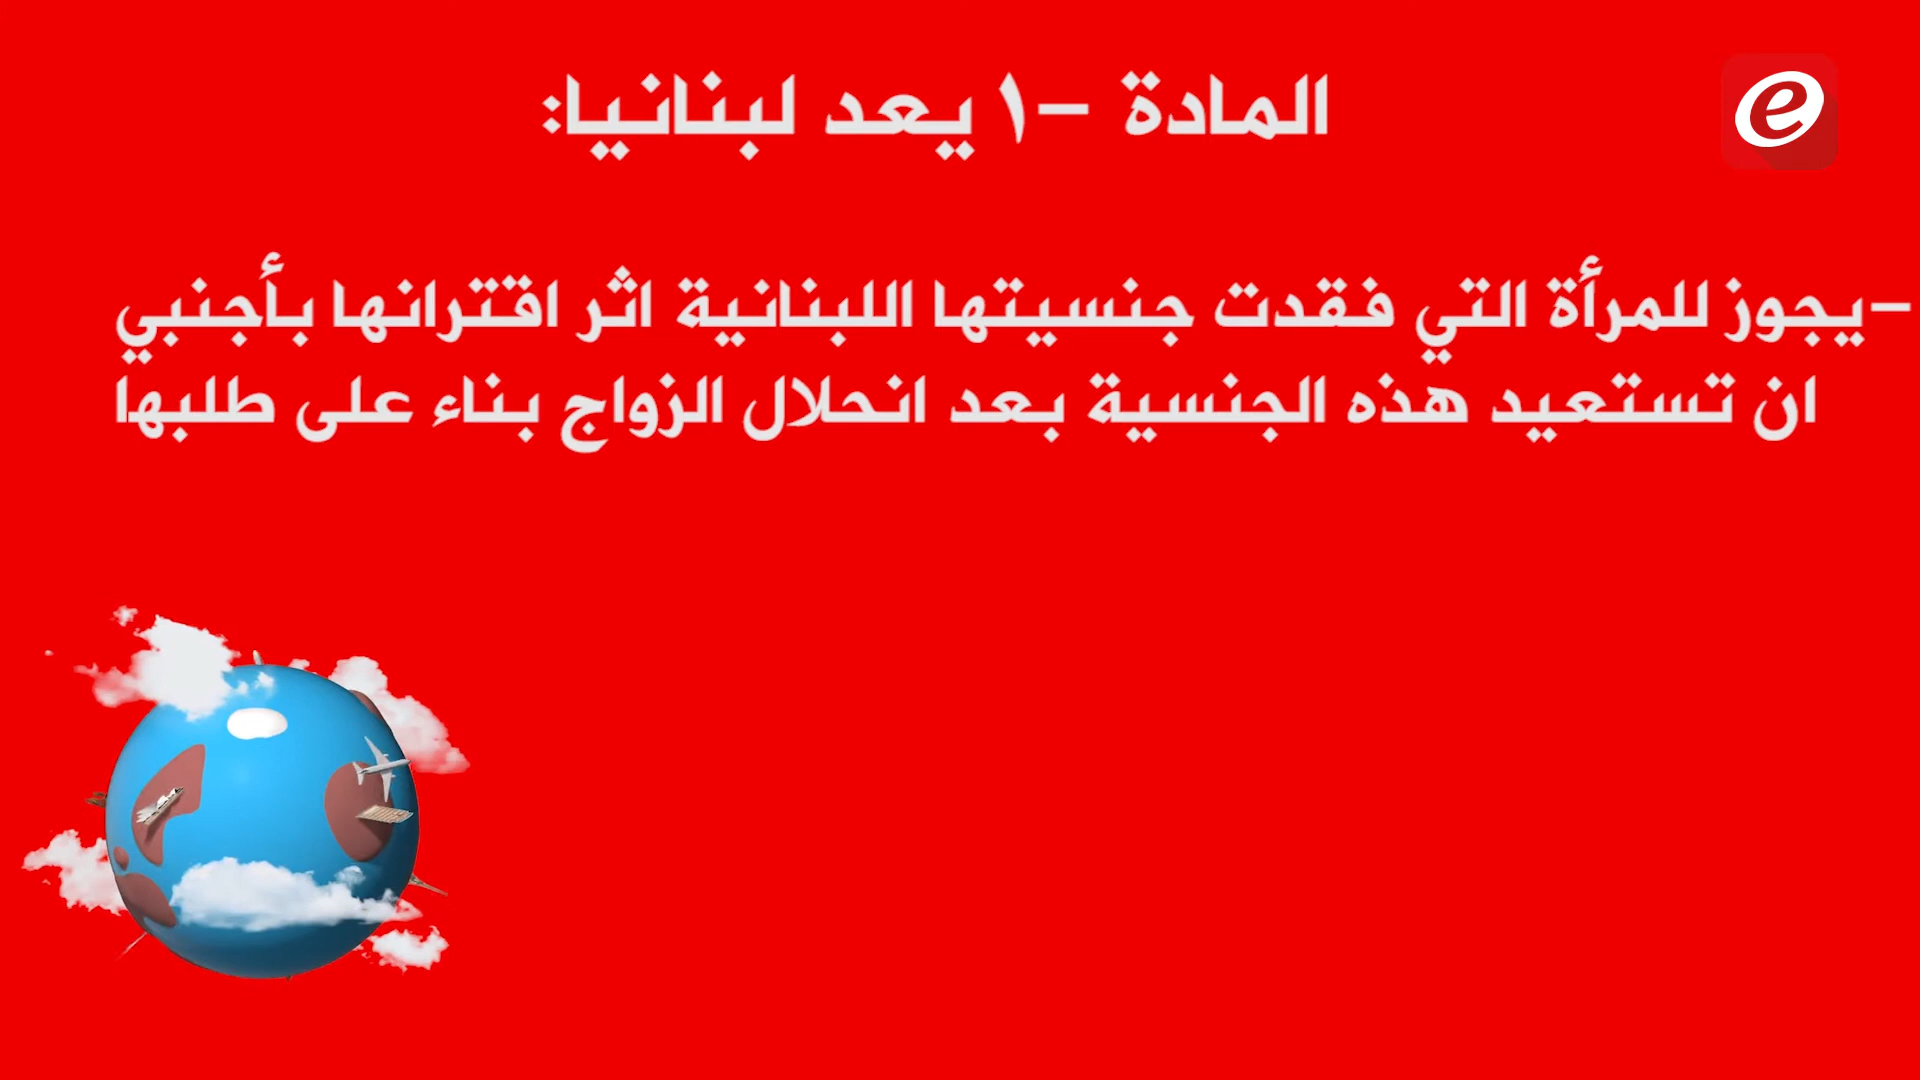 المادة -١ يعد لبنانيا:
-يجوز للمرأة التي فقدت جنسيتها اللبنانية اثر اقترانها بأجنبي
ان تستعيد هذه الجنسية بعد انحلال الزواج بناء على طلبها
e